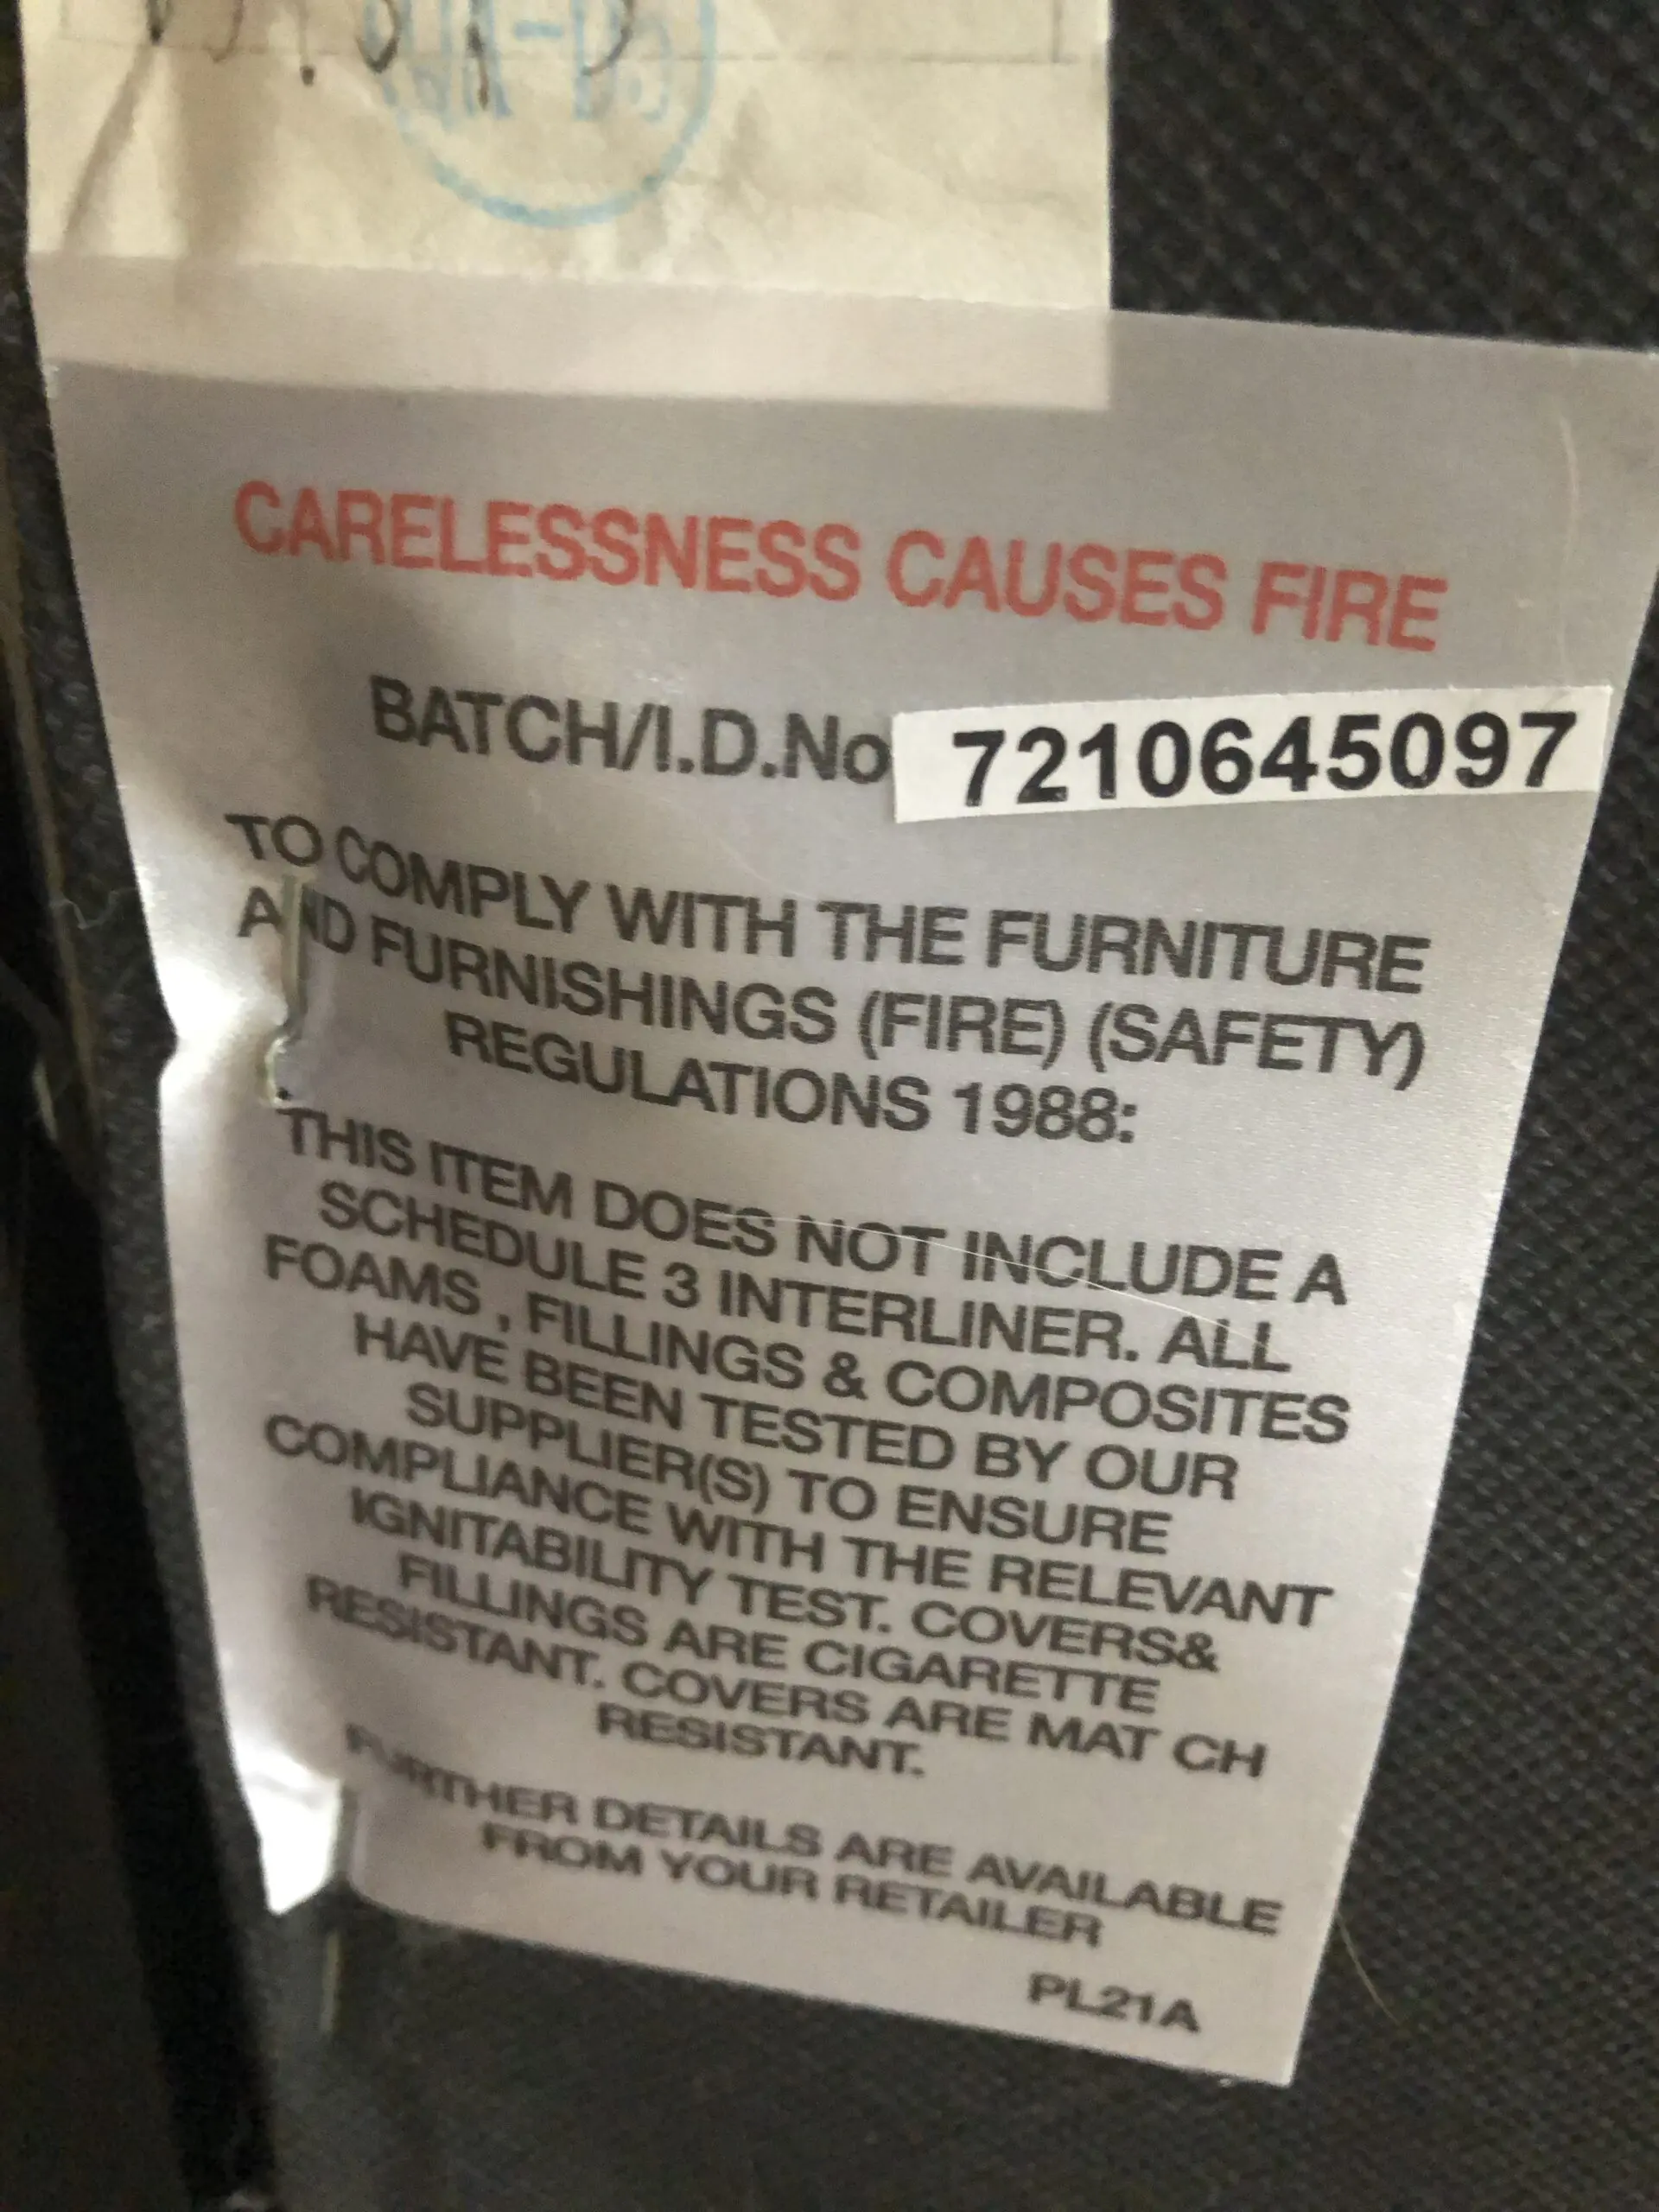 CARELESSNESS CAUSES FIRE
BATCH/I.D.No 7210645097
TO COMPLY WITH THE FURNITURE
AND FURNISHINGS (FIRE) (SAFETY)
REGULATIONS 1988:
THIS ITEM DOES NOT INCLUDE A
SCHEDULE 3 INTERLINER. ALL
FOAMS , FILLINGS & COMPOSITES
HAVE BEEN TESTED BY OUR
SUPPLIER(S) TO ENSURE
COMPLIANCE WITH THE RELEVANT
IGNITABILITY TEST. COVERS&
FILLINGS ARE CIGARETTE
RESISTANT. COVERS ARE MAT CH
RESISTANT.
FURTHER DETAILS ARE AVAILABLE
FROM YOUR RETAILER
PL21A